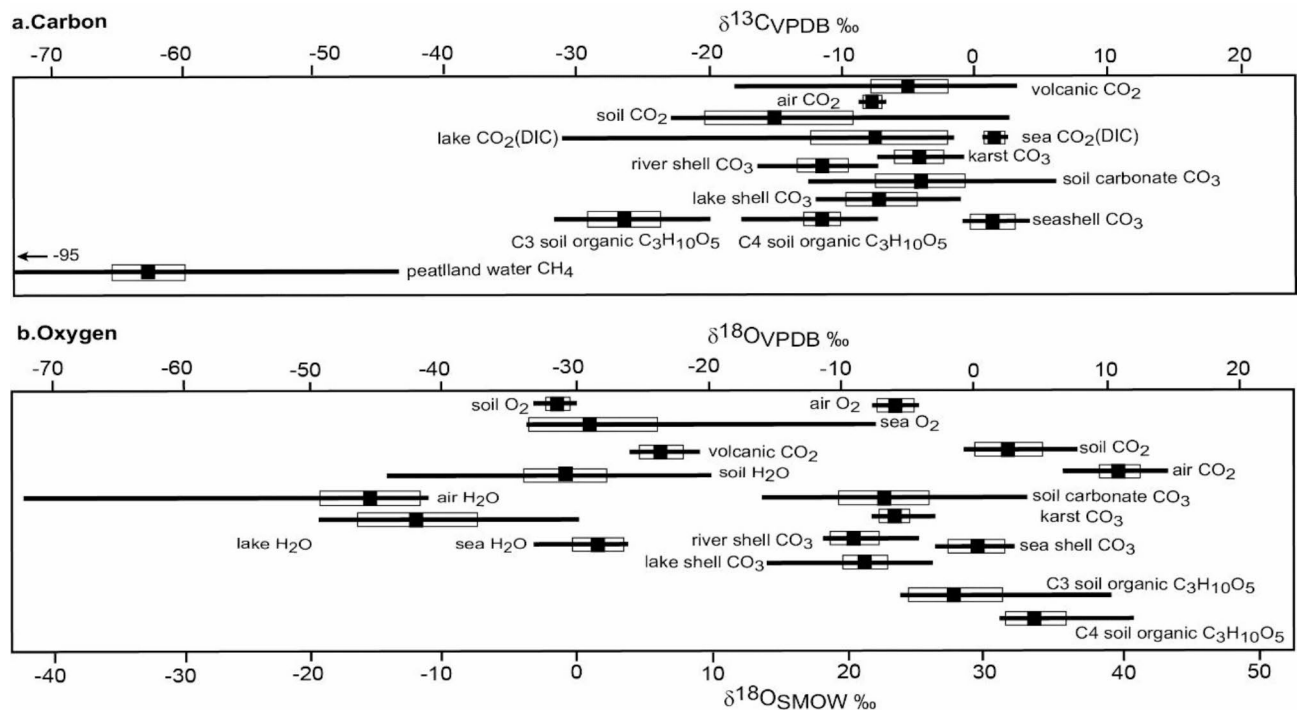 a.Carbon
δ13CVPDB ‰
-70 -60 -50 -40 -30 -20 -10 0 10 20
volcanic CO2
air CO2
soil CO2
lake CO2(DIC)
sea CO2(DIC)
karst CO3
river shell CO3
soil carbonate CO3
lake shell CO3
seashell CO3
C3 soil organic C3H10O5
C4 soil organic C3H10O5
-95
peatlland water CH4
b.Oxygen
δ18OVPDB ‰
-70 -60 -50 -40 -30 -20 -10 0 10 20
soil O2
air O2
sea O2
volcanic CO2
soil CO2
soil H2O
air CO2
air H2O
soil carbonate CO3
karst CO3
lake H2O
sea H2O
river shell CO3
sea shell CO3
lake shell CO3
C3 soil organic C3H10O5
C4 soil organic C3H10O5
-40 -30 -20 -10 0 10 20 30 40 50
δ18OSMOW ‰